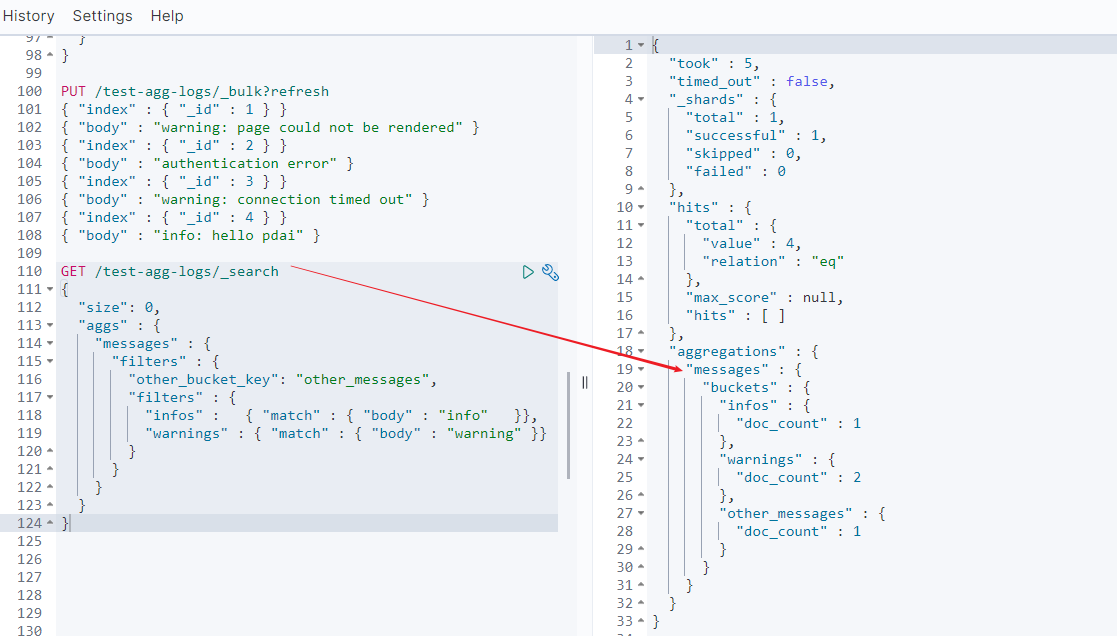 History Settings Help
97 }
98 }
99
100 PUT /test-agg-logs/_bulk?refresh
101 { "index" : { "_id" : 1 } }
102 { "body" : "warning: page could not be rendered" }
103 { "index" : { "_id" : 2 } }
104 { "body" : "authentication error" }
105 { "index" : { "_id" : 3 } }
106 { "body" : "warning: connection timed out" }
107 { "index" : { "_id" : 4 } }
108 { "body" : "info: hello pdai" }
109
110 GET /test-agg-logs/_search
111 {
112   "size": 0,
113   "aggs" : {
114     "messages" : {
115       "filters" : {
116         "other_bucket_key": "other_messages",
117         "filters" : {
118           "infos" :   { "match" : { "body" : "info"   }},
119           "warnings" : { "match" : { "body" : "warning" }}
120         }
121       }
122     }
123   }
124 }
125
126
127
128
129
130
1 {
2   "took" : 5,
3   "timed_out" : false,
4   "_shards" : {
5     "total" : 1,
6     "successful" : 1,
7     "skipped" : 0,
8     "failed" : 0
9   },
10   "hits" : {
11     "total" : {
12       "value" : 4,
13       "relation" : "eq"
14     },
15     "max_score" : null,
16     "hits" : [ ]
17   },
18   "aggregations" : {
19     "messages" : {
20       "buckets" : {
21         "infos" : {
22           "doc_count" : 1
23         },
24         "warnings" : {
25           "doc_count" : 2
26         },
27         "other_messages" : {
28           "doc_count" : 1
29         }
30       }
31     }
32   }
33 }